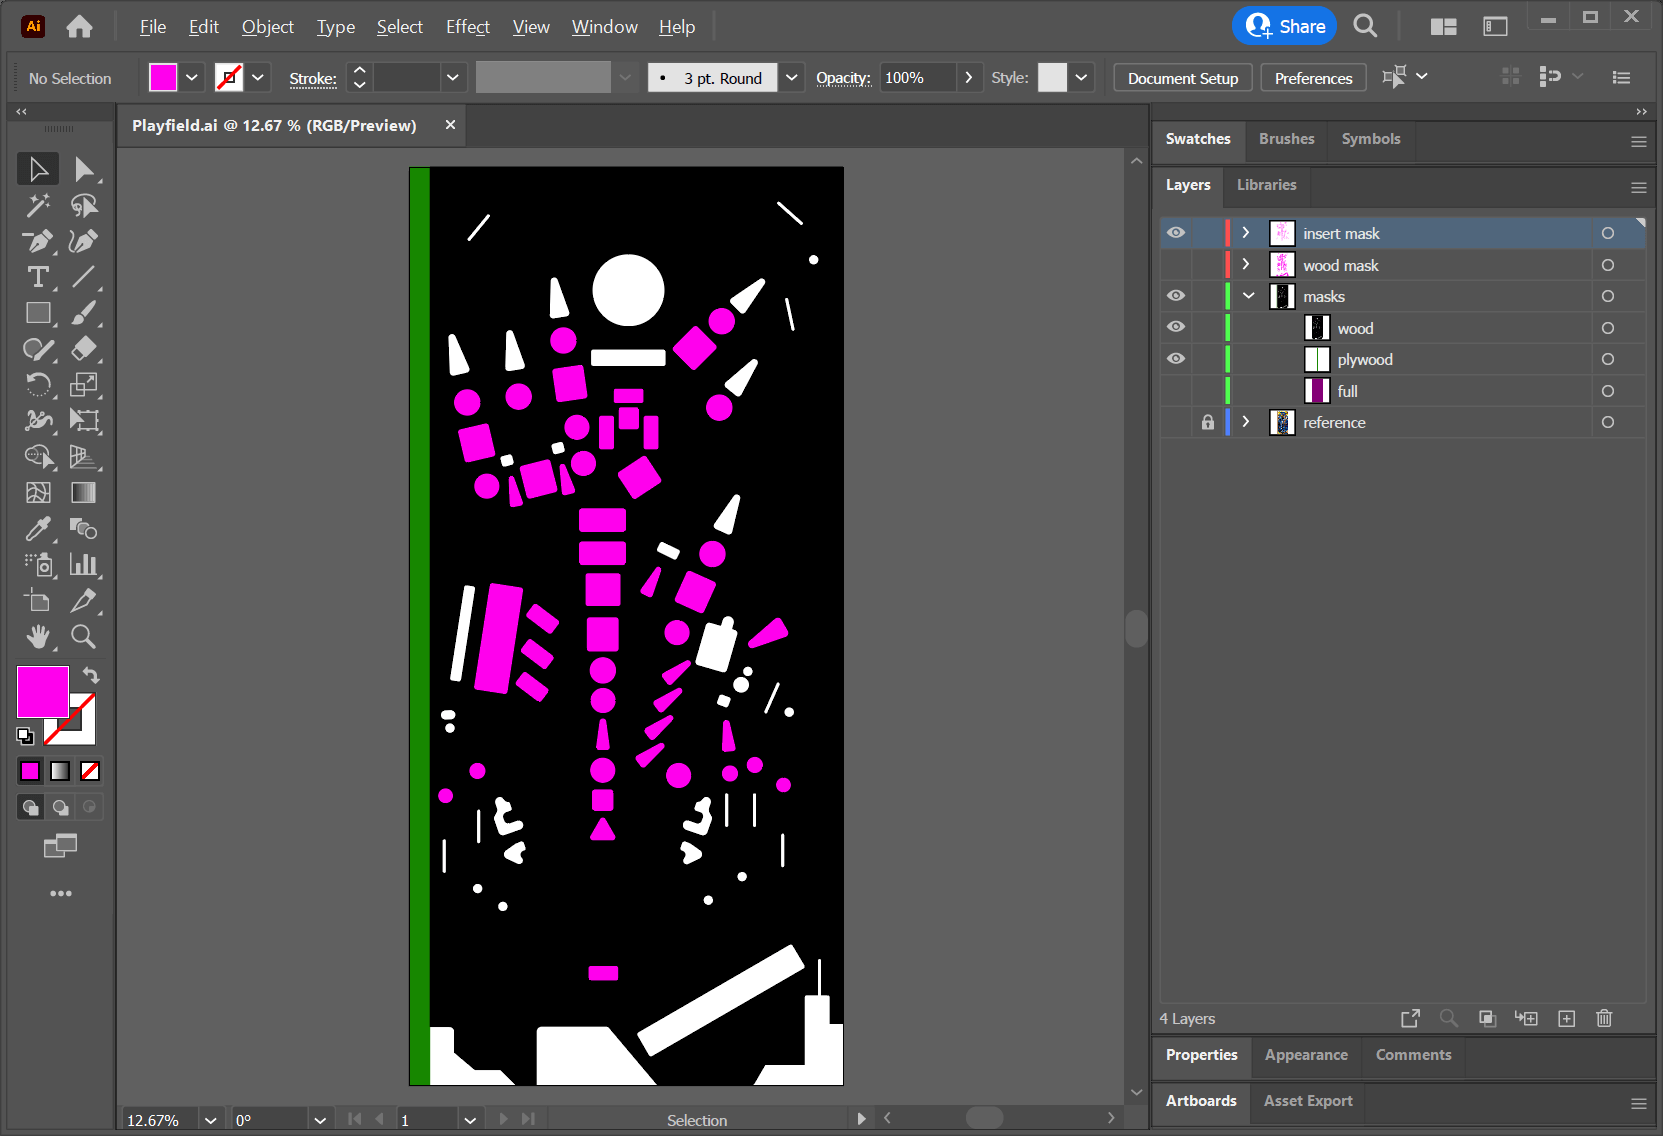 Ai File Edit Object Type Select Effect View Window Help Share
No Selection Stroke: 3 pt. Round Opacity: 100% Style: Document Setup Preferences
Playfield.ai @ 12.67 % (RGB/Preview)
Swatches Brushes Symbols
Layers Libraries
insert mask
wood mask
masks
wood
plywood
full
reference
4 Layers
Properties Appearance Comments
Artboards Asset Export
12.67% 0° 1 Selection